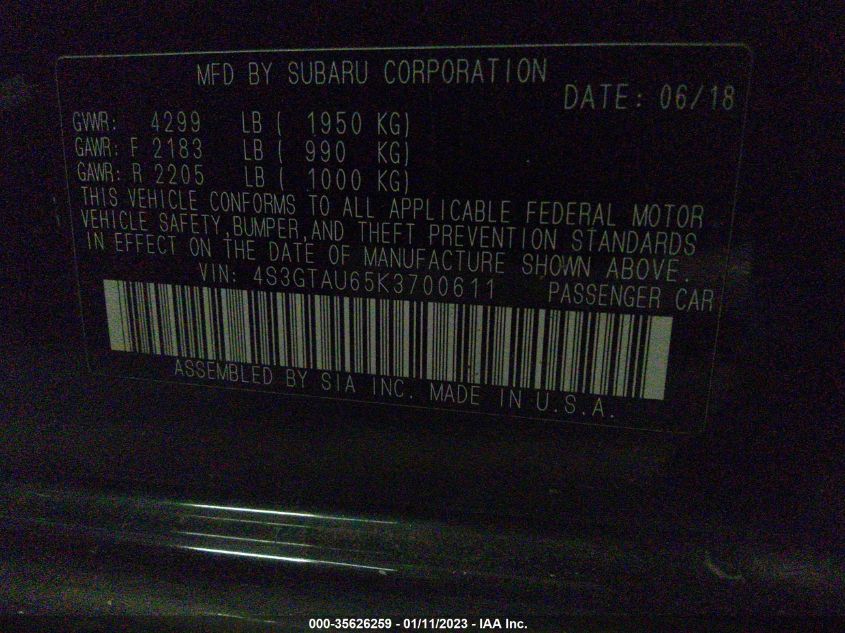 MFD BY SUBARU CORPORATION
DATE: 06/18
GVWR: 4299 LB ( 1950 KG)
GAWR: F 2183 LB ( 990 KG)
GAWR: R 2205 LB ( 1000 KG)
THIS VEHICLE CONFORMS TO ALL APPLICABLE FEDERAL MOTOR
VEHICLE SAFETY, BUMPER, AND THEFT PREVENTION STANDARDS
IN EFFECT ON THE DATE OF MANUFACTURE SHOWN ABOVE.
VIN: 4S3GTAU65K3700611 PASSENGER CAR
ASSEMBLED BY SIA INC. MADE IN U.S.A.
000-35626259 - 01/11/2023 - IAA Inc.